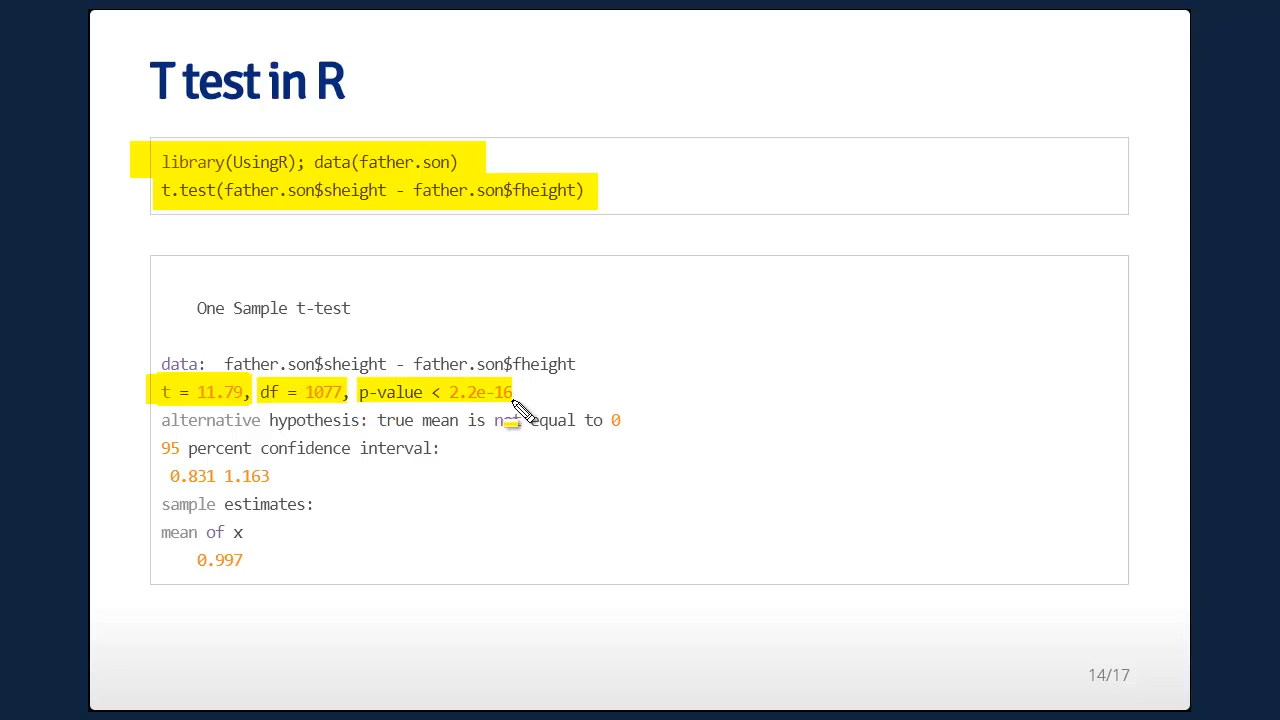 T test in R
library(UsingR); data(father.son)
t.test(father.son$sheight - father.son$fheight)
One Sample t-test
data:  father.son$sheight - father.son$fheight
t = 11.79, df = 1077, p-value < 2.2e-16
alternative hypothesis: true mean is not equal to 0
95 percent confidence interval:
0.831 1.163
sample estimates:
mean of x
0.997
14/17